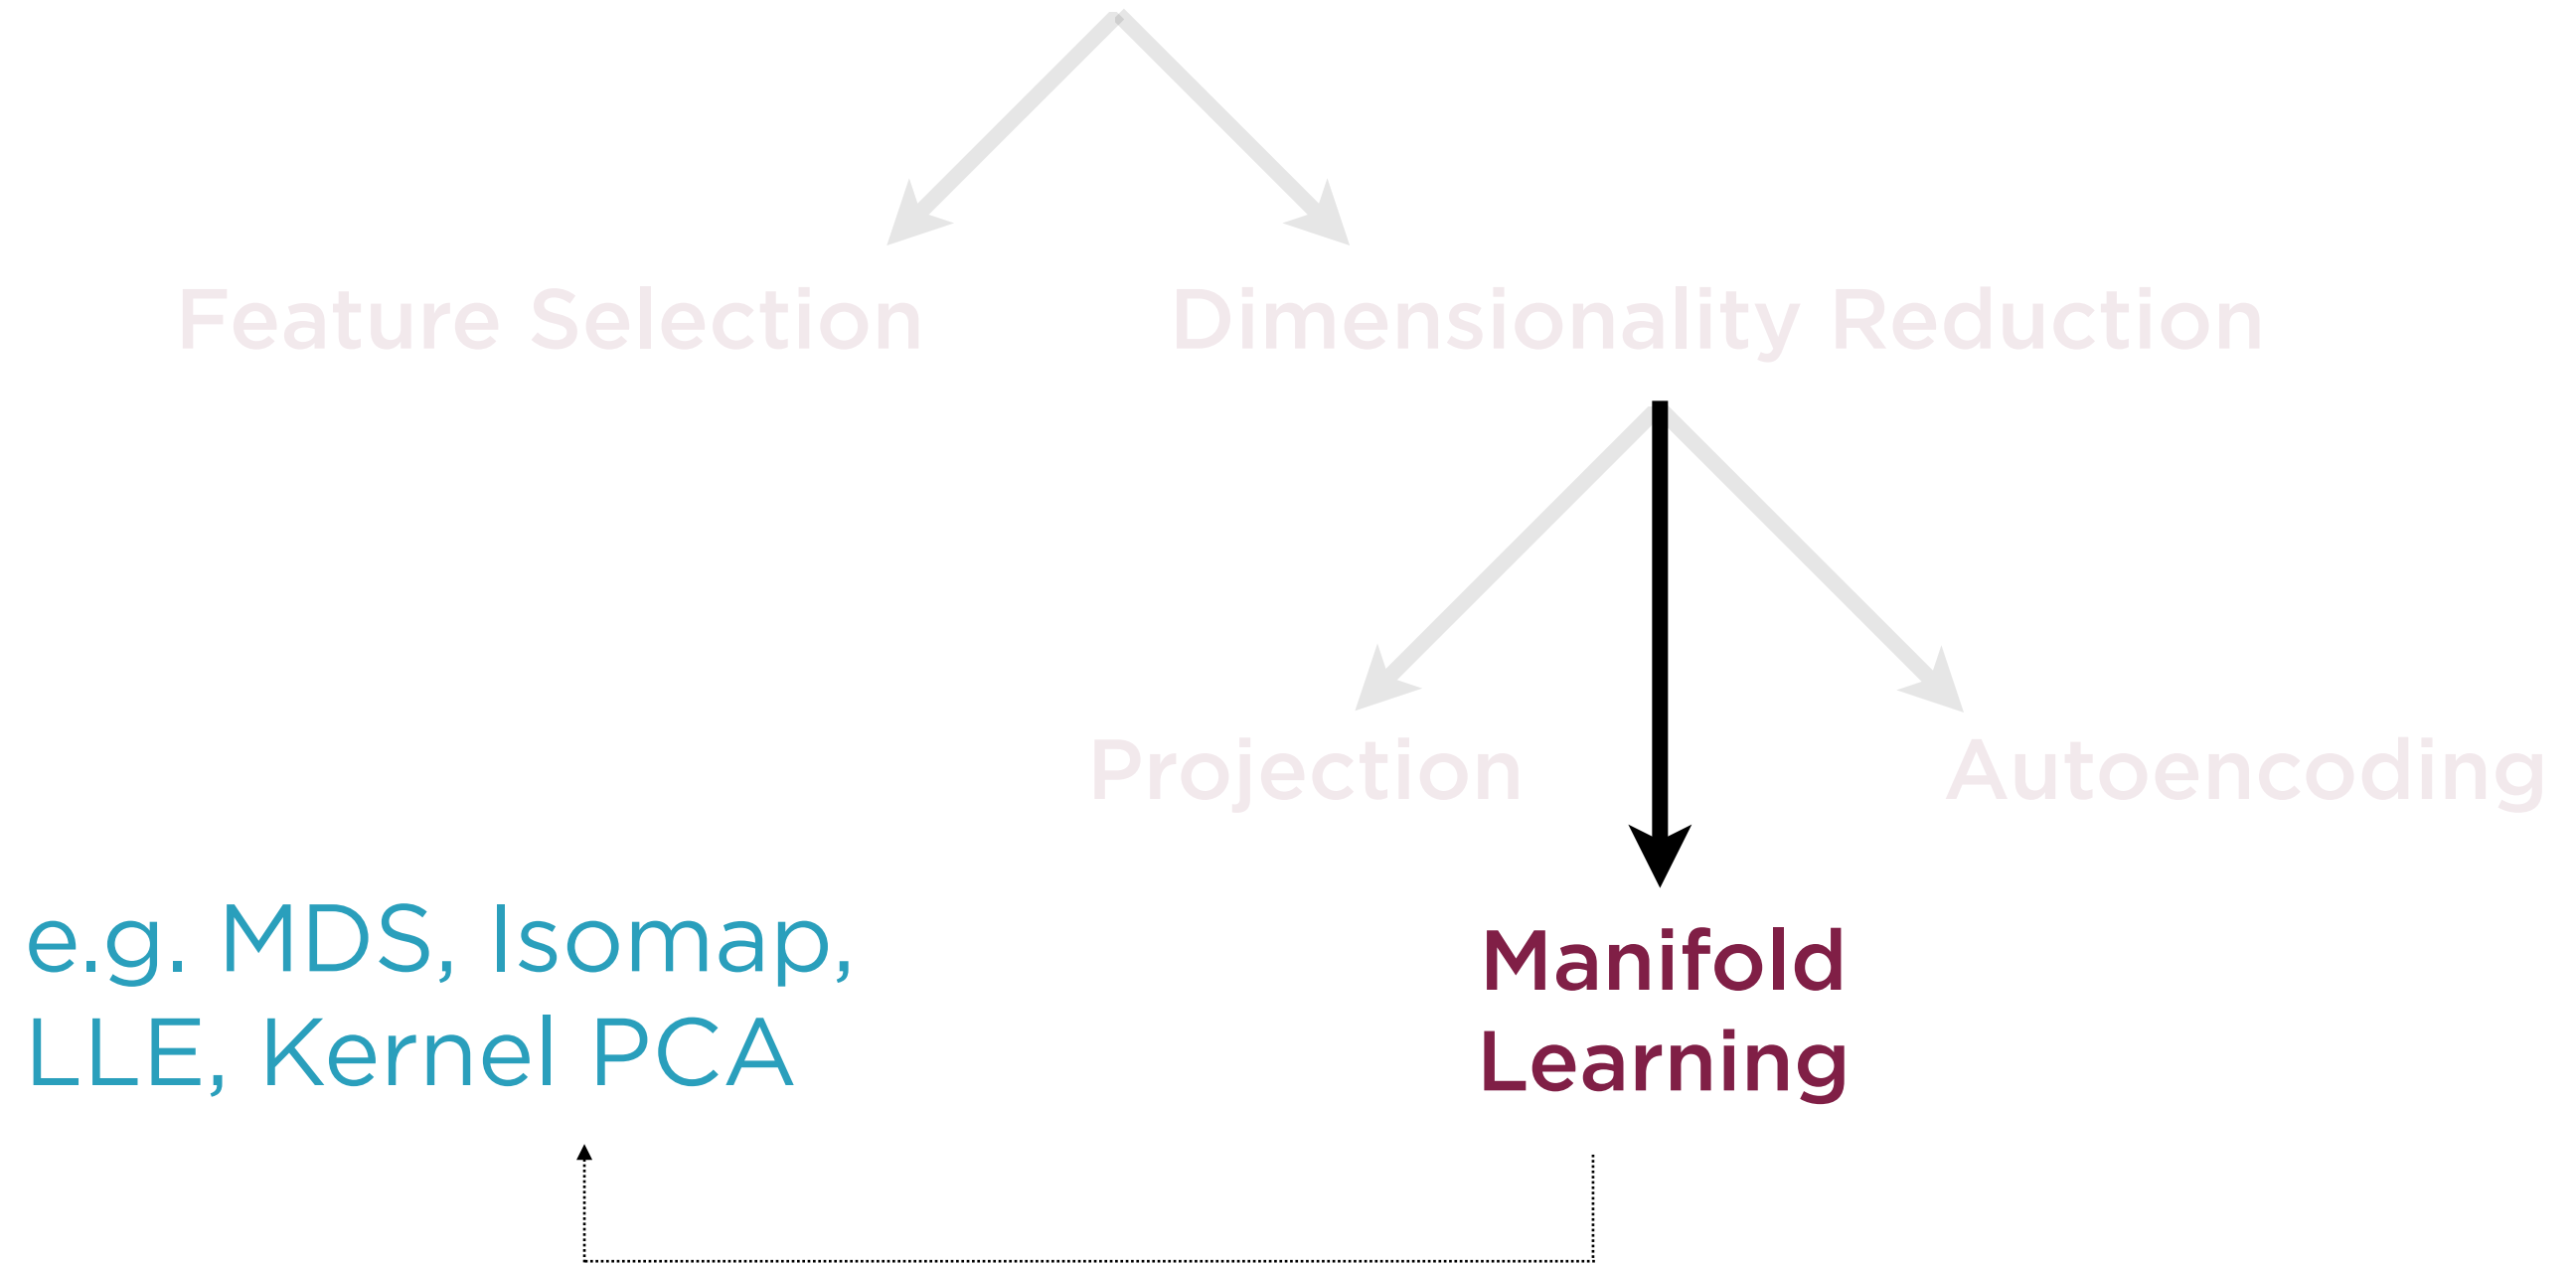 Feature Selection
Dimensionality Reduction
Projection
Autoencoding
e.g. MDS, Isomap,
LLE, Kernel PCA
Manifold
Learning